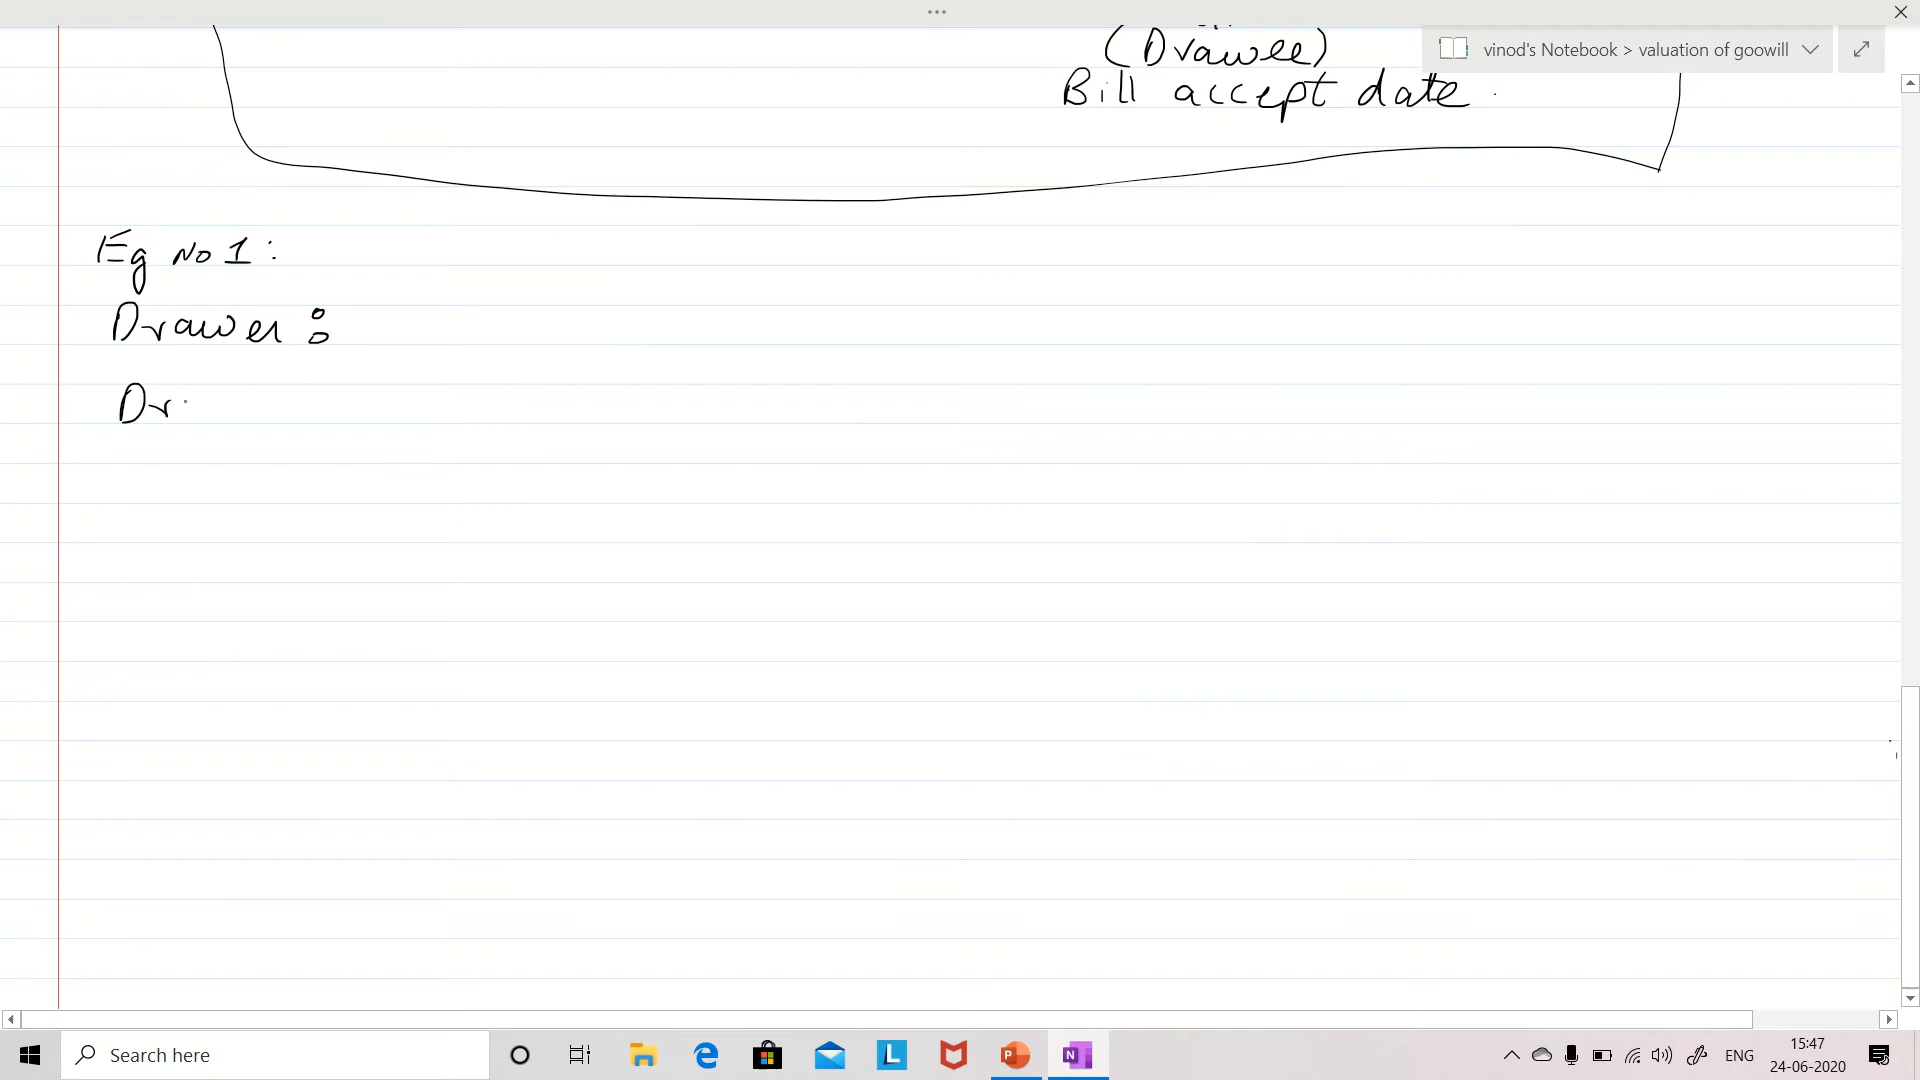 (Drawee)
vinod's Notebook > valuation of goowill
Bill accept date
Eg No 1 :
Drawer :
Dr
Search here
ENG
15:47
24-06-2020